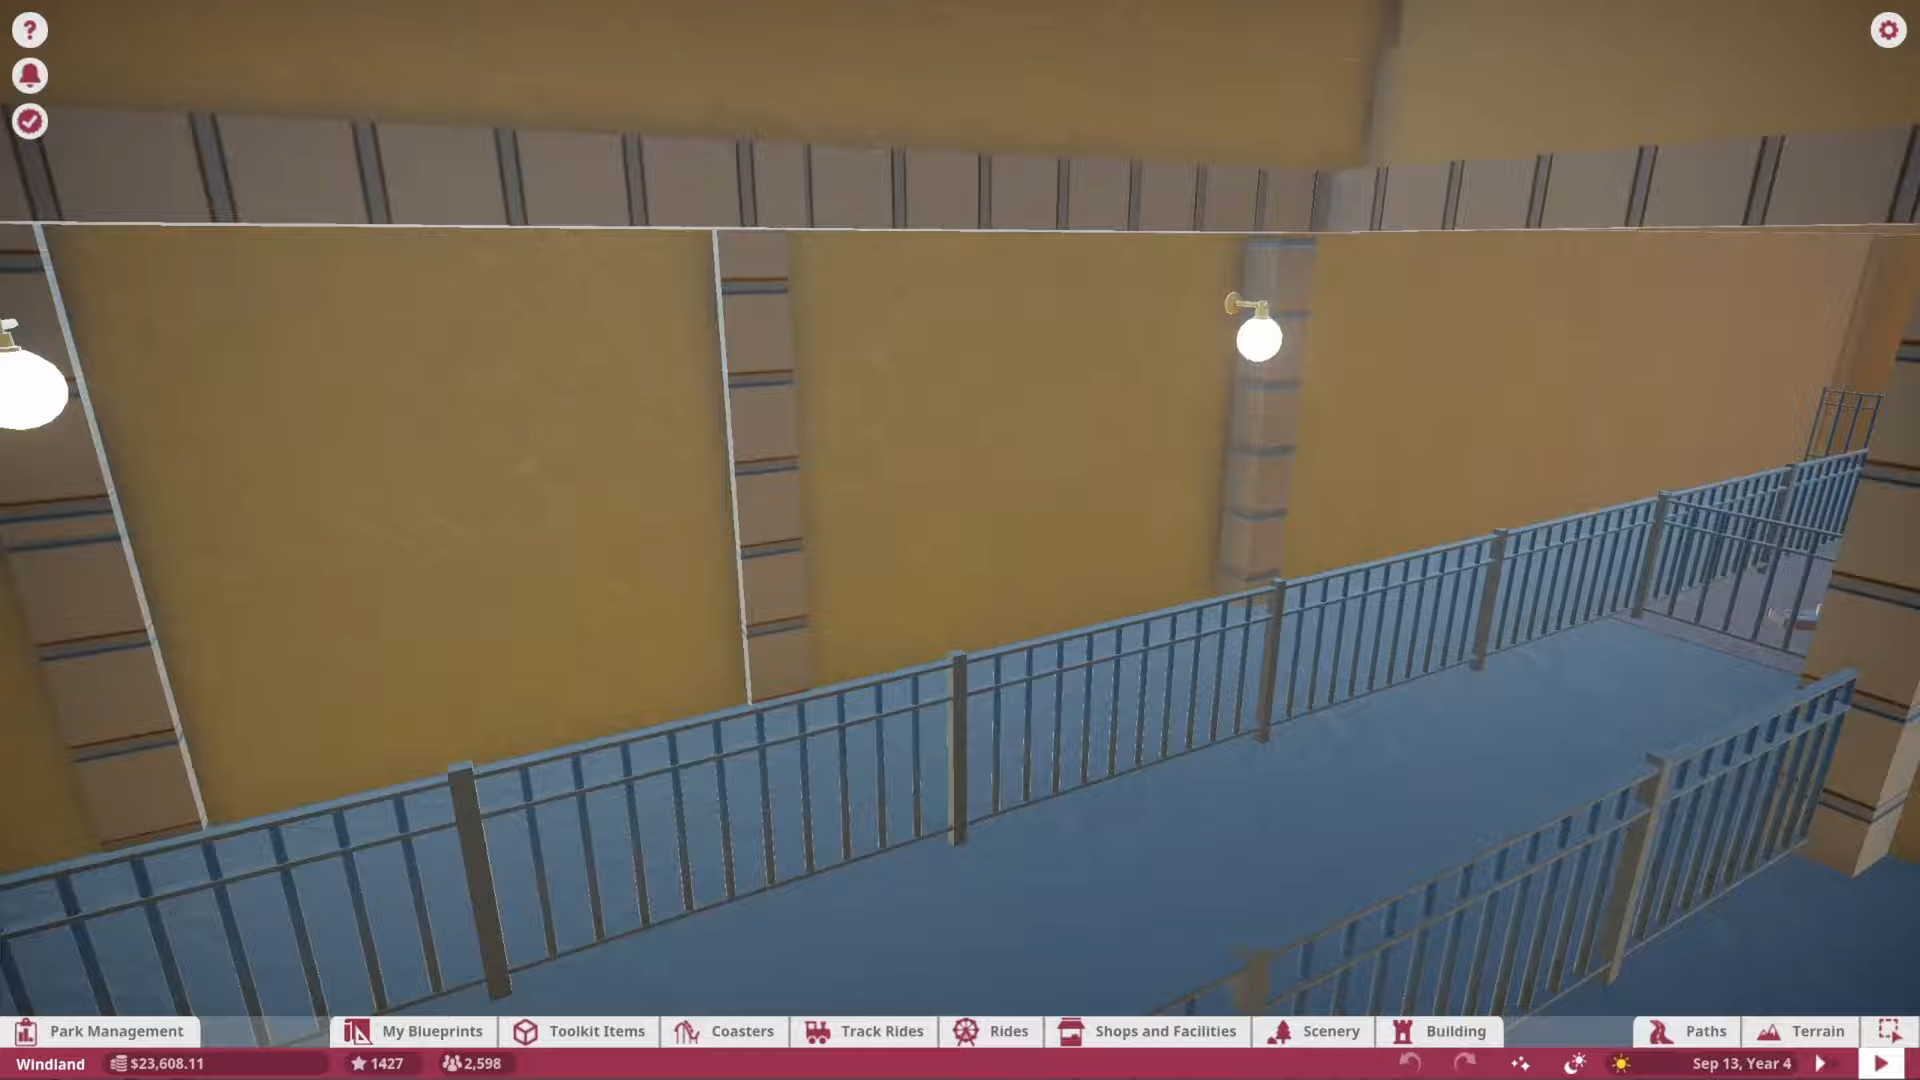 ?
Park Management
My Blueprints
Toolkit Items
Coasters
Track Rides
Rides
Shops and Facilities
Scenery
Building
Paths
Terrain
Windland
$23,608.11
1427
2,598
Sep 13, Year 4